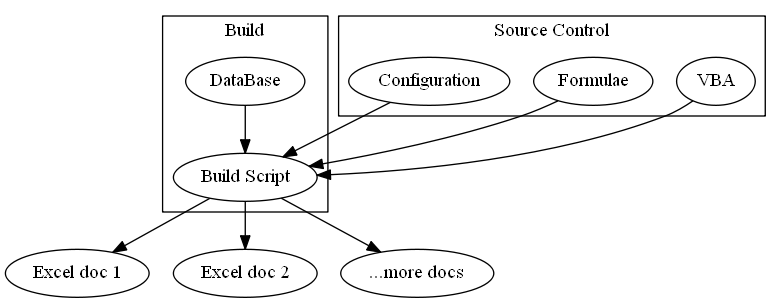 Build
Source Control
DataBase
Configuration
Formulae
VBA
Build Script
Excel doc 1
Excel doc 2
...more docs